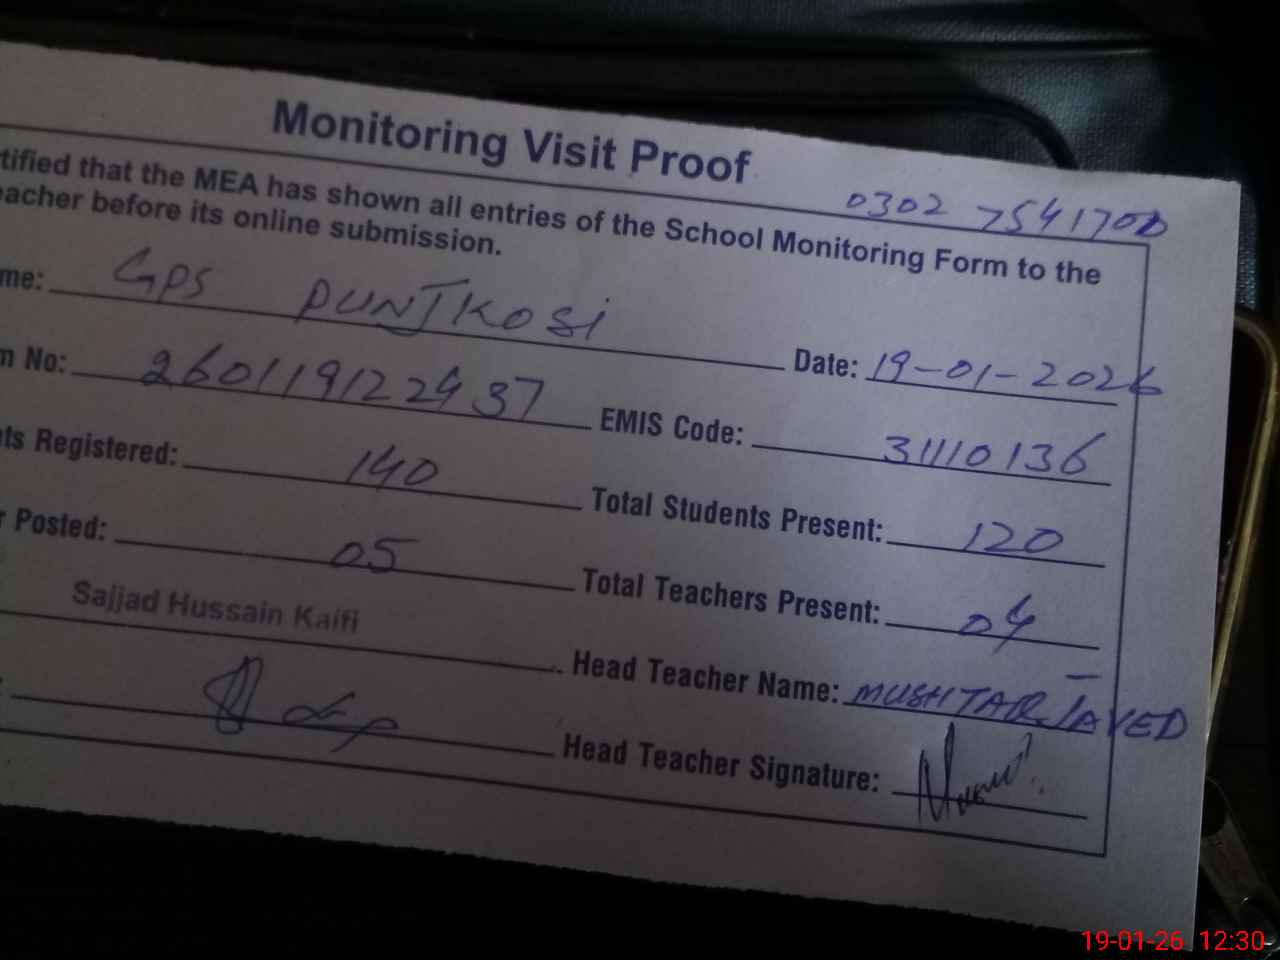 Monitoring Visit Proof
0302 7541700
tified that the MEA has shown all entries of the School Monitoring Form to the
eacher before its online submission.
me: GPS PUNJKOSI
Date: 19-01-2026
m No: 260119122437
EMIS Code: 31110136
nts Registered: 140
Total Students Present: 120
r Posted: 05
Total Teachers Present: 04
Sajjad Hussain Kaifi
Head Teacher Name: MUSHTAQ JAVED
Head Teacher Signature:
19-01-26 12:30